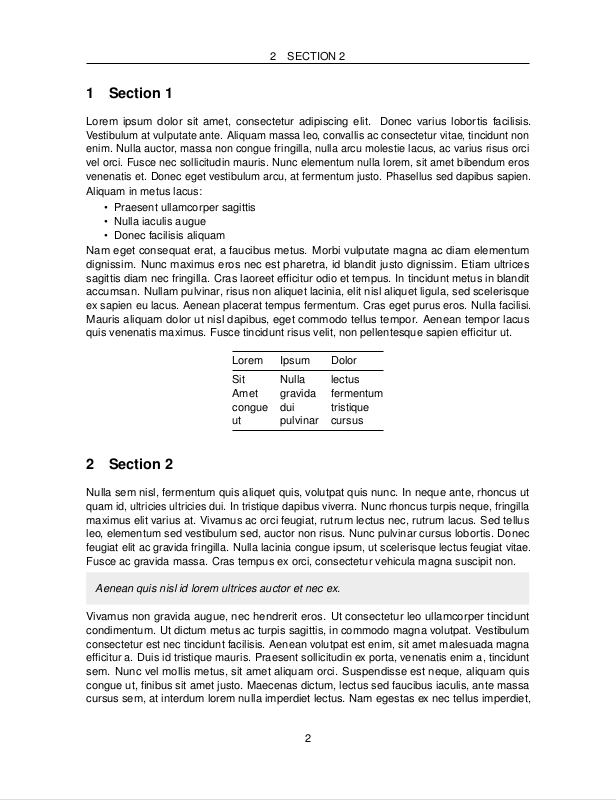 2 SECTION 2
1 Section 1
Lorem ipsum dolor sit amet, consectetur adipiscing elit. Donec varius lobortis facilisis.
Vestibulum at vulputate ante. Aliquam massa leo, convallis ac consectetur vitae, tincidunt non
enim. Nulla auctor, massa non congue fringilla, nulla arcu molestie lacus, ac varius risus orci
vel orci. Fusce nec sollicitudin mauris. Nunc elementum nulla lorem, sit amet bibendum eros
venenatis et. Donec eget vestibulum arcu, at fermentum justo. Phasellus sed dapibus sapien.
Aliquam in metus lacus:
• Praesent ullamcorper sagittis
• Nulla iaculis augue
• Donec facilisis aliquam
Nam eget consequat erat, a faucibus metus. Morbi vulputate magna ac diam elementum
dignissim. Nunc maximus eros nec est pharetra, id blandit justo dignissim. Etiam ultrices
sagittis diam nec fringilla. Cras laoreet efficitur odio et tempus. In tincidunt metus in blandit
accumsan. Nullam pulvinar, risus non aliquet lacinia, elit nisl aliquet ligula, sed scelerisque
ex sapien eu lacus. Aenean placerat tempus fermentum. Cras eget purus eros. Nulla facilisi.
Mauris aliquam dolor ut nisl dapibus, eget commodo tellus tempor. Aenean tempor lacus
quis venenatis maximus. Fusce tincidunt risus velit, non pellentesque sapien efficitur ut.
Lorem Ipsum Dolor
Sit Nulla lectus
Amet gravida fermentum
congue dui tristique
ut pulvinar cursus
2 Section 2
Nulla sem nisl, fermentum quis aliquet quis, volutpat quis nunc. In neque ante, rhoncus ut
quam id, ultricies ultricies dui. In tristique dapibus viverra. Nunc rhoncus turpis neque, fringilla
maximus elit varius at. Vivamus ac orci feugiat, rutrum lectus nec, rutrum lacus. Sed tellus
leo, elementum sed vestibulum sed, auctor non risus. Nunc pulvinar cursus lobortis. Donec
feugiat elit ac gravida fringilla. Nulla lacinia congue ipsum, ut scelerisque lectus feugiat vitae.
Fusce ac gravida massa. Cras tempus ex orci, consectetur vehicula magna suscipit non.
Aenean quis nisl id lorem ultrices auctor et nec ex.
Vivamus non gravida augue, nec hendrerit eros. Ut consectetur leo ullamcorper tincidunt
condimentum. Ut dictum metus ac turpis sagittis, in commodo magna volutpat. Vestibulum
consectetur est nec tincidunt facilisis. Aenean volutpat est enim, sit amet malesuada magna
efficitur a. Duis id tristique mauris. Praesent sollicitudin ex porta, venenatis enim a, tincidunt
sem. Nunc vel mollis metus, sit amet aliquam orci. Suspendisse est neque, aliquam quis
congue ut, finibus sit amet justo. Maecenas dictum, lectus sed faucibus iaculis, ante massa
cursus sem, at interdum lorem nulla imperdiet lectus. Nam egestas ex nec tellus imperdiet,
2